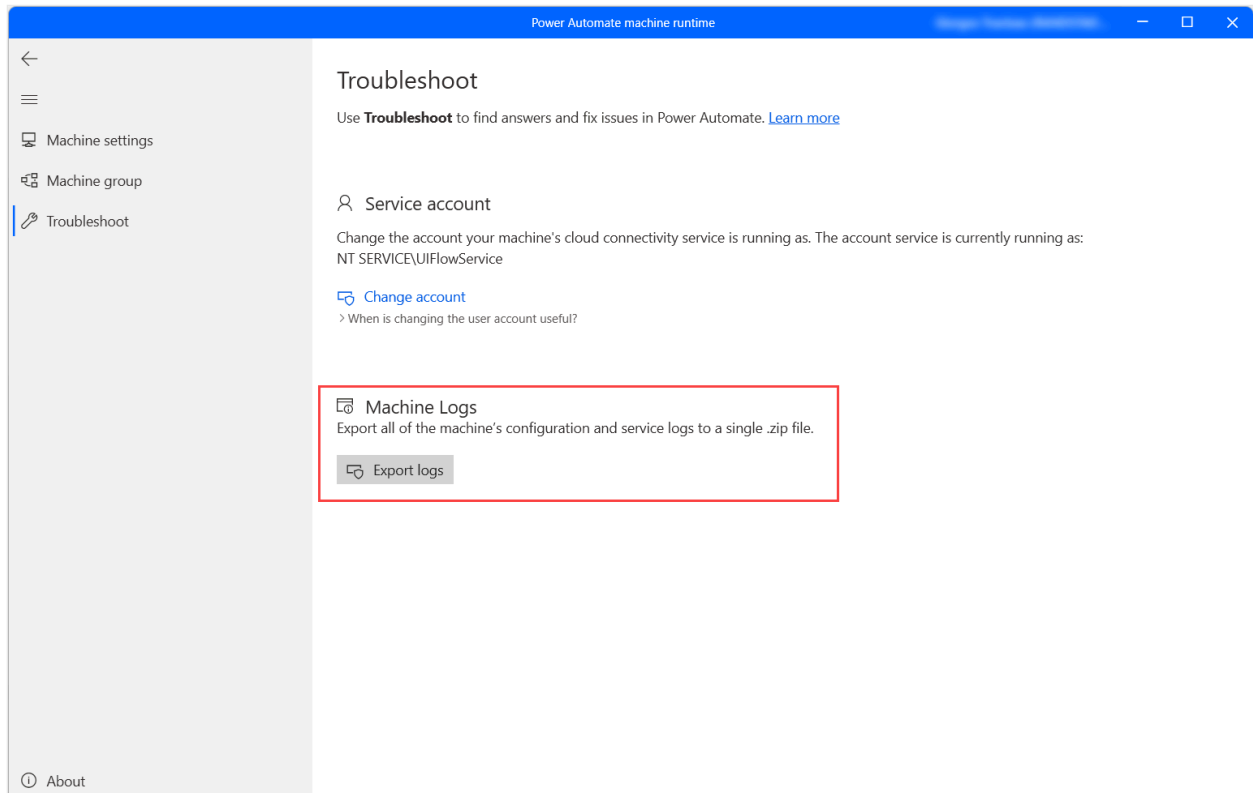 Power Automate machine runtime
Machine settings
Machine group
Troubleshoot
About
Troubleshoot
Use Troubleshoot to find answers and fix issues in Power Automate. Learn more
Service account
Change the account your machine's cloud connectivity service is running as. The account service is currently running as:
NT SERVICE\UIFlowService
Change account
When is changing the user account useful?
Machine Logs
Export all of the machine’s configuration and service logs to a single .zip file.
Export logs